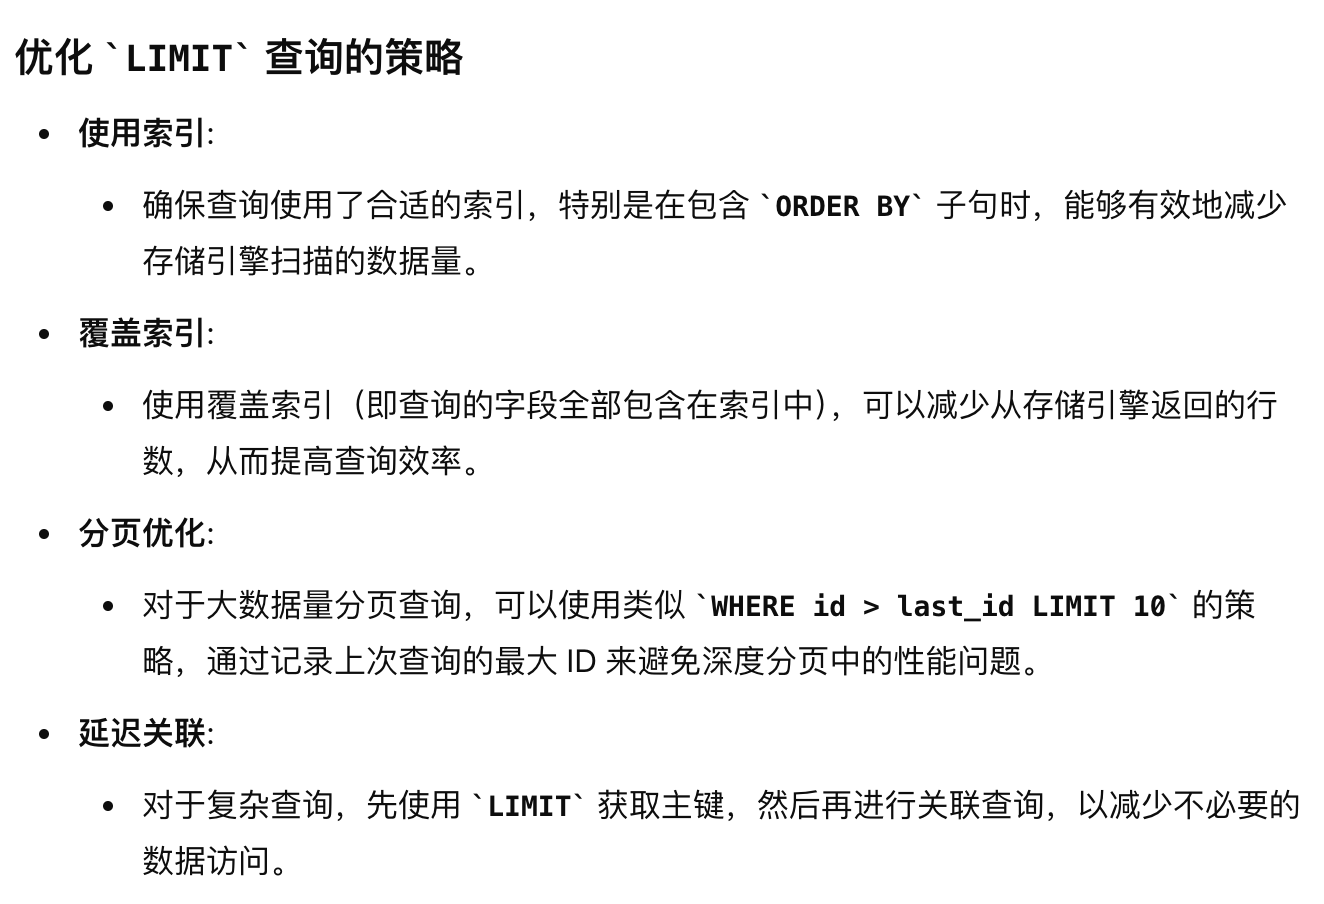 优化 `LIMIT` 查询的策略
使用索引:
确保查询使用了合适的索引，特别是在包含 `ORDER BY` 子句时，能够有效地减少
存储引擎扫描的数据量。
覆盖索引:
使用覆盖索引（即查询的字段全部包含在索引中），可以减少从存储引擎返回的行
数，从而提高查询效率。
分页优化:
对于大数据量分页查询，可以使用类似 `WHERE id > last_id LIMIT 10` 的策
略，通过记录上次查询的最大 ID 来避免深度分页中的性能问题。
延迟关联:
对于复杂查询，先使用 `LIMIT` 获取主键，然后再进行关联查询，以减少不必要的
数据访问。